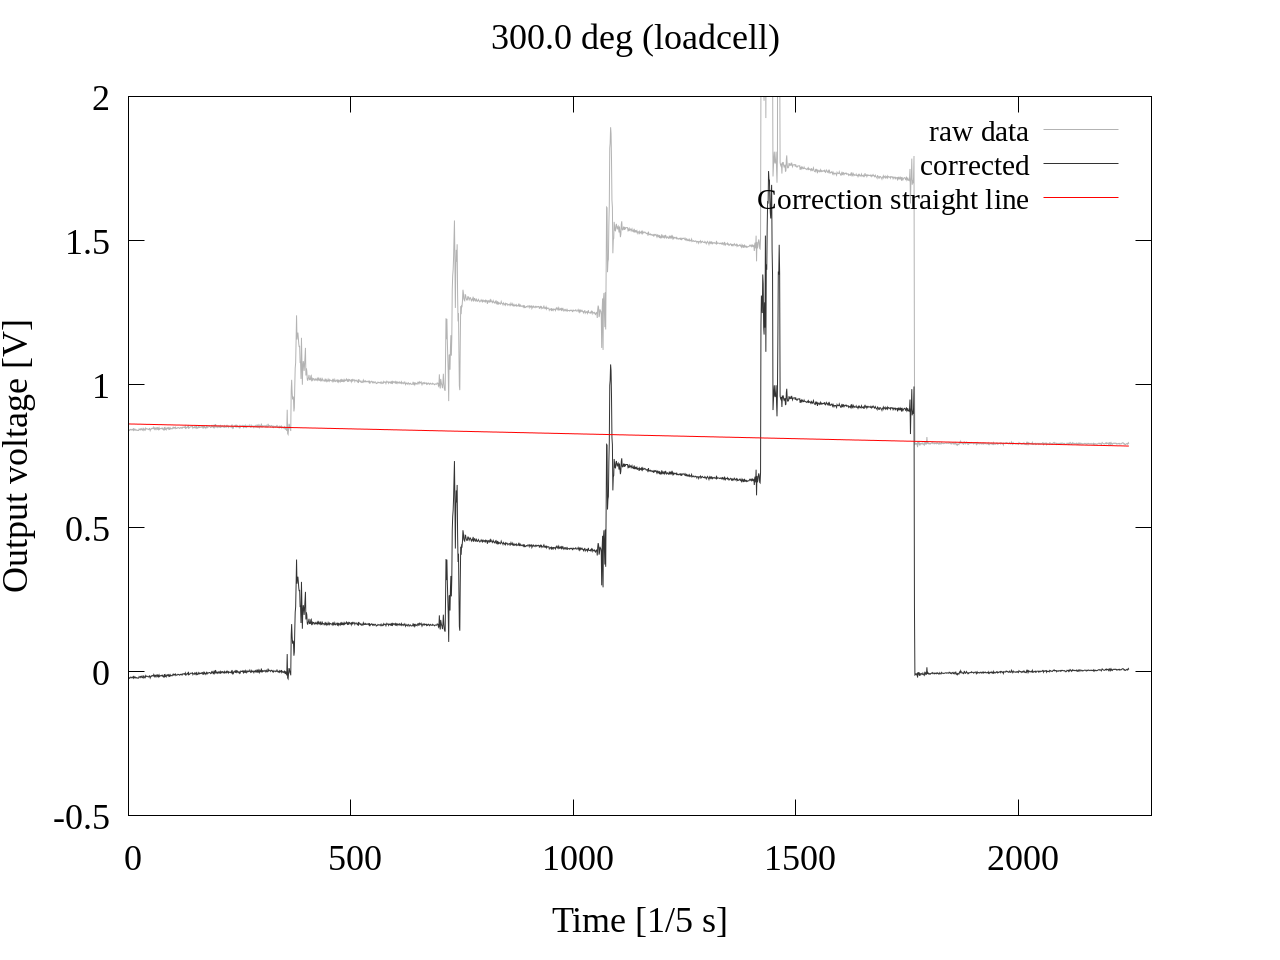 300.0 deg (loadcell)
2
1.5
1
0.5
0
-0.5
Output voltage [V]
raw data
corrected
Correction straight line
0 500 1000 1500 2000
Time [1/5 s]